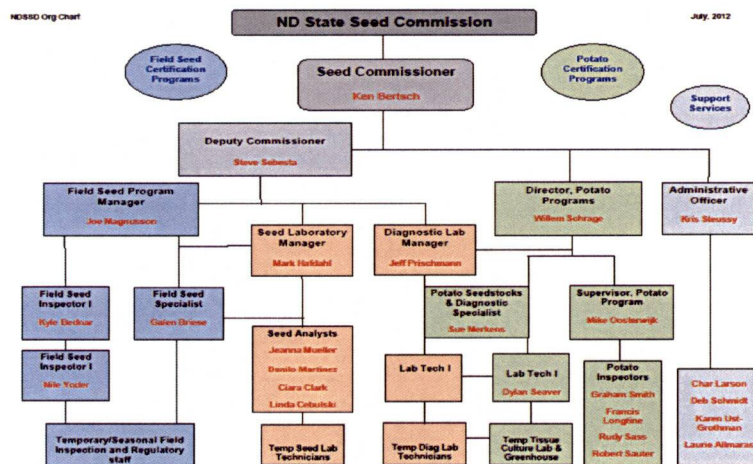 NDSSD Org Chart
July, 2012
ND State Seed Commission
Field Seed
Certification
Programs
Potato
Certification
Programs
Seed Commissioner
Ken Bertsch
Support
Services
Deputy Commissioner
Steve Sebesta
Field Seed Program
Manager
Joe Magnusson
Director, Potato
Programs
Willem Schrage
Administrative
Officer
Kris Steussy
Seed Laboratory
Manager
Mark Hafdahl
Diagnostic Lab
Manager
Jeff Prischmann
Field Seed
Inspector I
Kyle Bednar
Field Seed
Specialist
Galen Briese
Potato Seedstocks
& Diagnostic
Specialist
Sue Merkens
Supervisor, Potato
Program
Mike Oosterwijk
Seed Analysts
Jeanna Mueller
Danilo Martinez
Ciara Clark
Linda Cebulski
Field Seed
Inspector I
Nile Yoder
Lab Tech I
Lab Tech I
Dylan Seaver
Potato
Inspectors
Graham Smith
Francis
Longtine
Rudy Sass
Robert Sauter
Char Larson
Deb Schmidt
Karen Ust-
Grothman
Laurie Allmaras
Temporary/Seasonal Field
Inspection and Regulatory
staff
Temp Seed Lab
Technicians
Temp Diag Lab
Technicians
Temp Tissue
Culture Lab &
Greenhouse